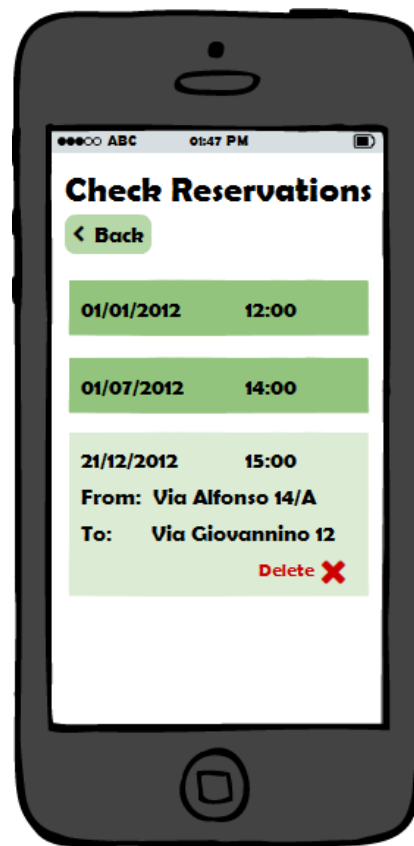 ABC 01:47 PM
Check Reservations
< Back
01/01/2012 12:00
01/07/2012 14:00
21/12/2012 15:00
From: Via Alfonso 14/A
To: Via Giovannino 12
Delete